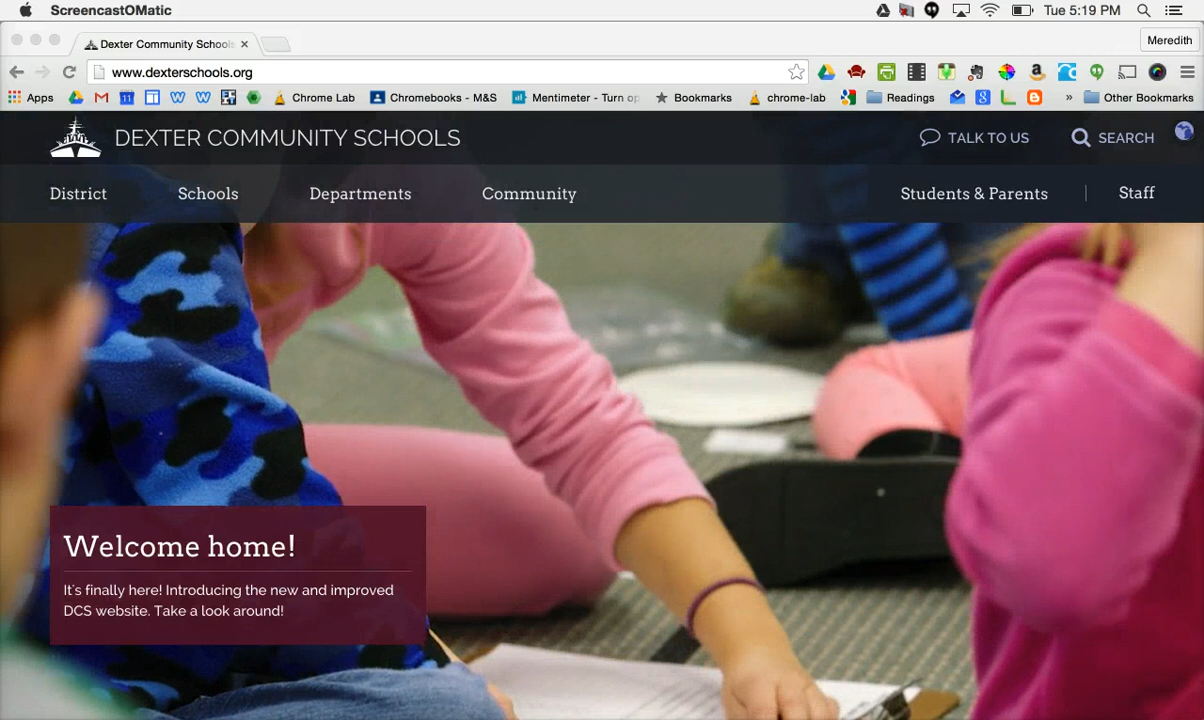 ScreencastOMatic
Tue 5:19 PM
Dexter Community Schools
Meredith
www.dexterschools.org
Apps
11
Chrome Lab
Chromebooks - M&S
Mentimeter - Turn op
Bookmarks
chrome-lab
Readings
»
Other Bookmarks
DEXTER COMMUNITY SCHOOLS
TALK TO US
SEARCH
District
Schools
Departments
Community
Students & Parents
Staff
Welcome home!
It's finally here! Introducing the new and improved
DCS website. Take a look around!